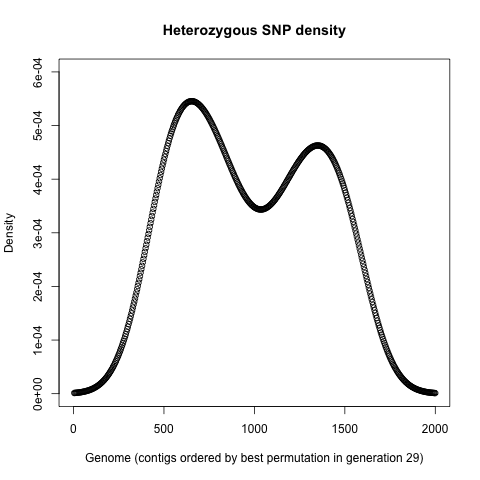 Heterozygous SNP density
Density
6e-04
5e-04
4e-04
3e-04
2e-04
1e-04
0e+00
0 500 1000 1500 2000
Genome (contigs ordered by best permutation in generation 29)